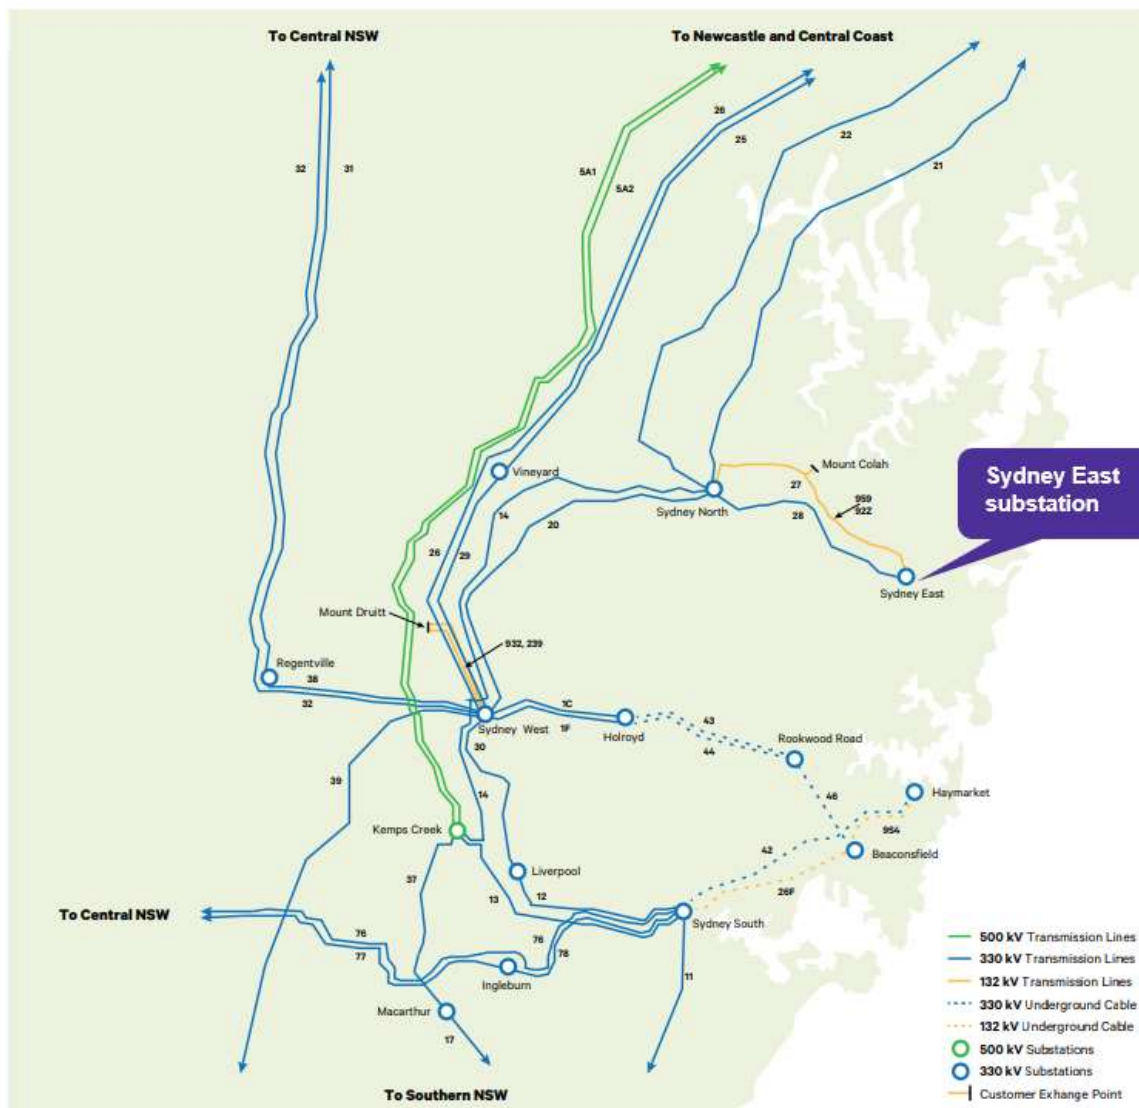 To Central NSW
To Newcastle and Central Coast
26
25
22
21
32
31
5A1
5A2
Vineyard
Mount Colah
27
959
92Z
Sydney East
substation
14
20
Sydney North
28
26
29
Sydney East
Mount Druitt
932, 239
Regentville
38
32
1C
Sydney West
1F
Holroyd
43
44
Rookwood Road
30
39
14
46
Haymarket
9S4
Kemps Creek
42
Beaconsfield
37
Liverpool
13
12
26F
To Central NSW
Sydney South
76
77
76
78
11
Ingleburn
Macarthur
17
To Southern NSW
500 kV Transmission Lines
330 kV Transmission Lines
132 kV Transmission Lines
330 kV Underground Cable
132 kV Underground Cable
500 kV Substations
330 kV Substations
Customer Exhange Point